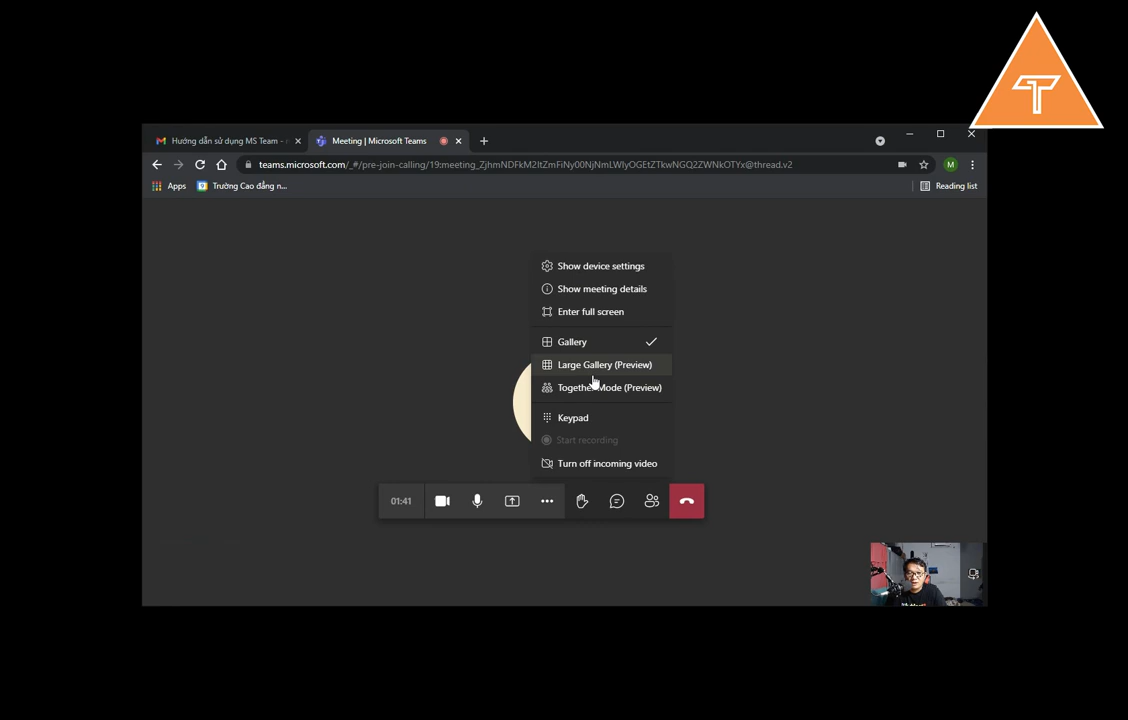 T
Hướng dẫn sử dụng MS Team -
Meeting | Microsoft Teams
teams.microsoft.com/_#/pre-join-calling/19:meeting_ZjhmNDFkM2ItZmFiNy00NjNmLWIyOGEtZTkwNGQ2ZWNkOTYx@thread.v2
M
Apps
Trường Cao đẳng n...
Reading list
Show device settings
Show meeting details
Enter full screen
Gallery
Large Gallery (Preview)
Together Mode (Preview)
Keypad
Start recording
Turn off incoming video
01:41